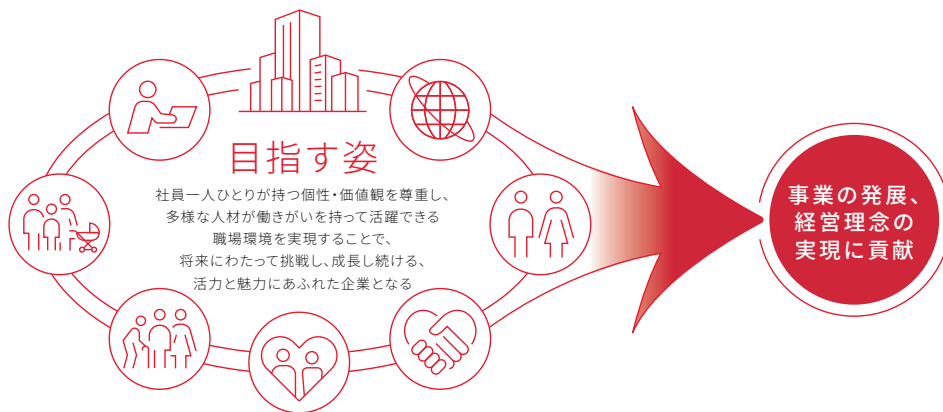 目指す姿
社員一人ひとりが持つ個性・価値観を尊重し、
多様な人材が働きがいを持って活躍できる
職場環境を実現することで、
将来にわたって挑戦し、成長し続ける、
活力と魅力にあふれた企業となる
事業の発展、
経営理念の
実現に貢献